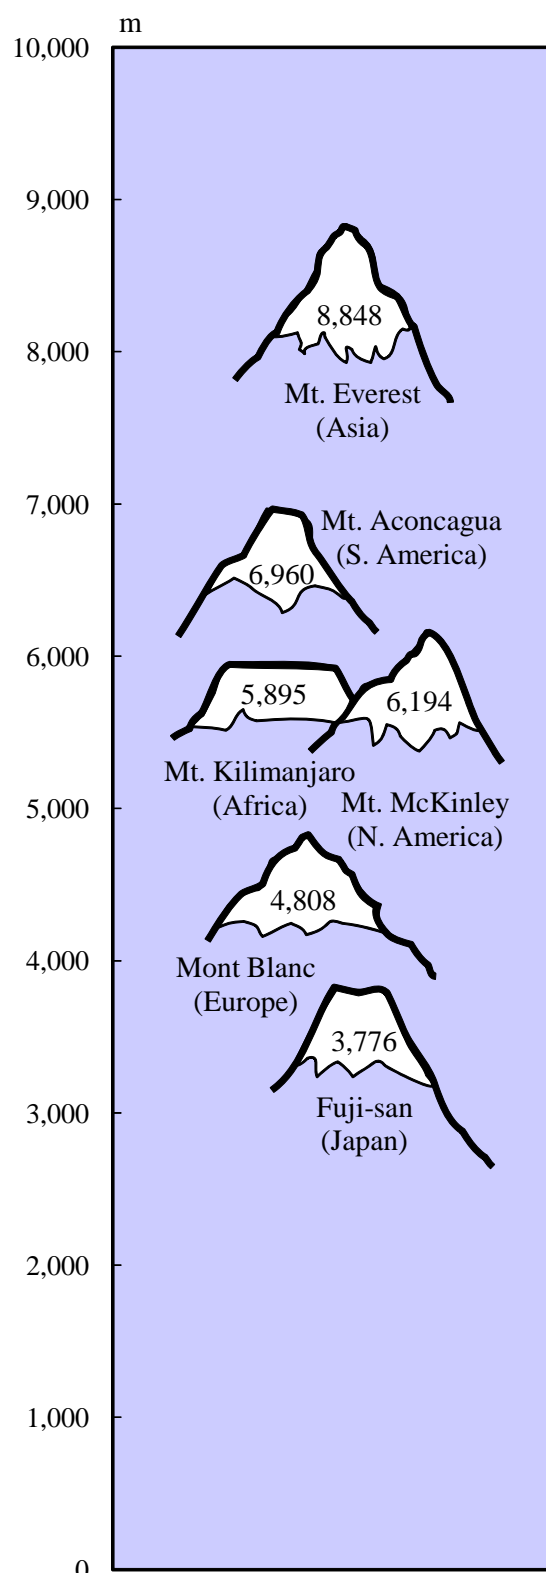 m
10,000
9,000
8,848
8,000
Mt. Everest
(Asia)
7,000
Mt. Aconcagua
(S. America)
6,960
6,000
5,895
6,194
Mt. Kilimanjaro
(Africa)
5,000
Mt. McKinley
(N. America)
4,808
4,000
Mont Blanc
(Europe)
3,776
3,000
Fuji-san
(Japan)
2,000
1,000
0